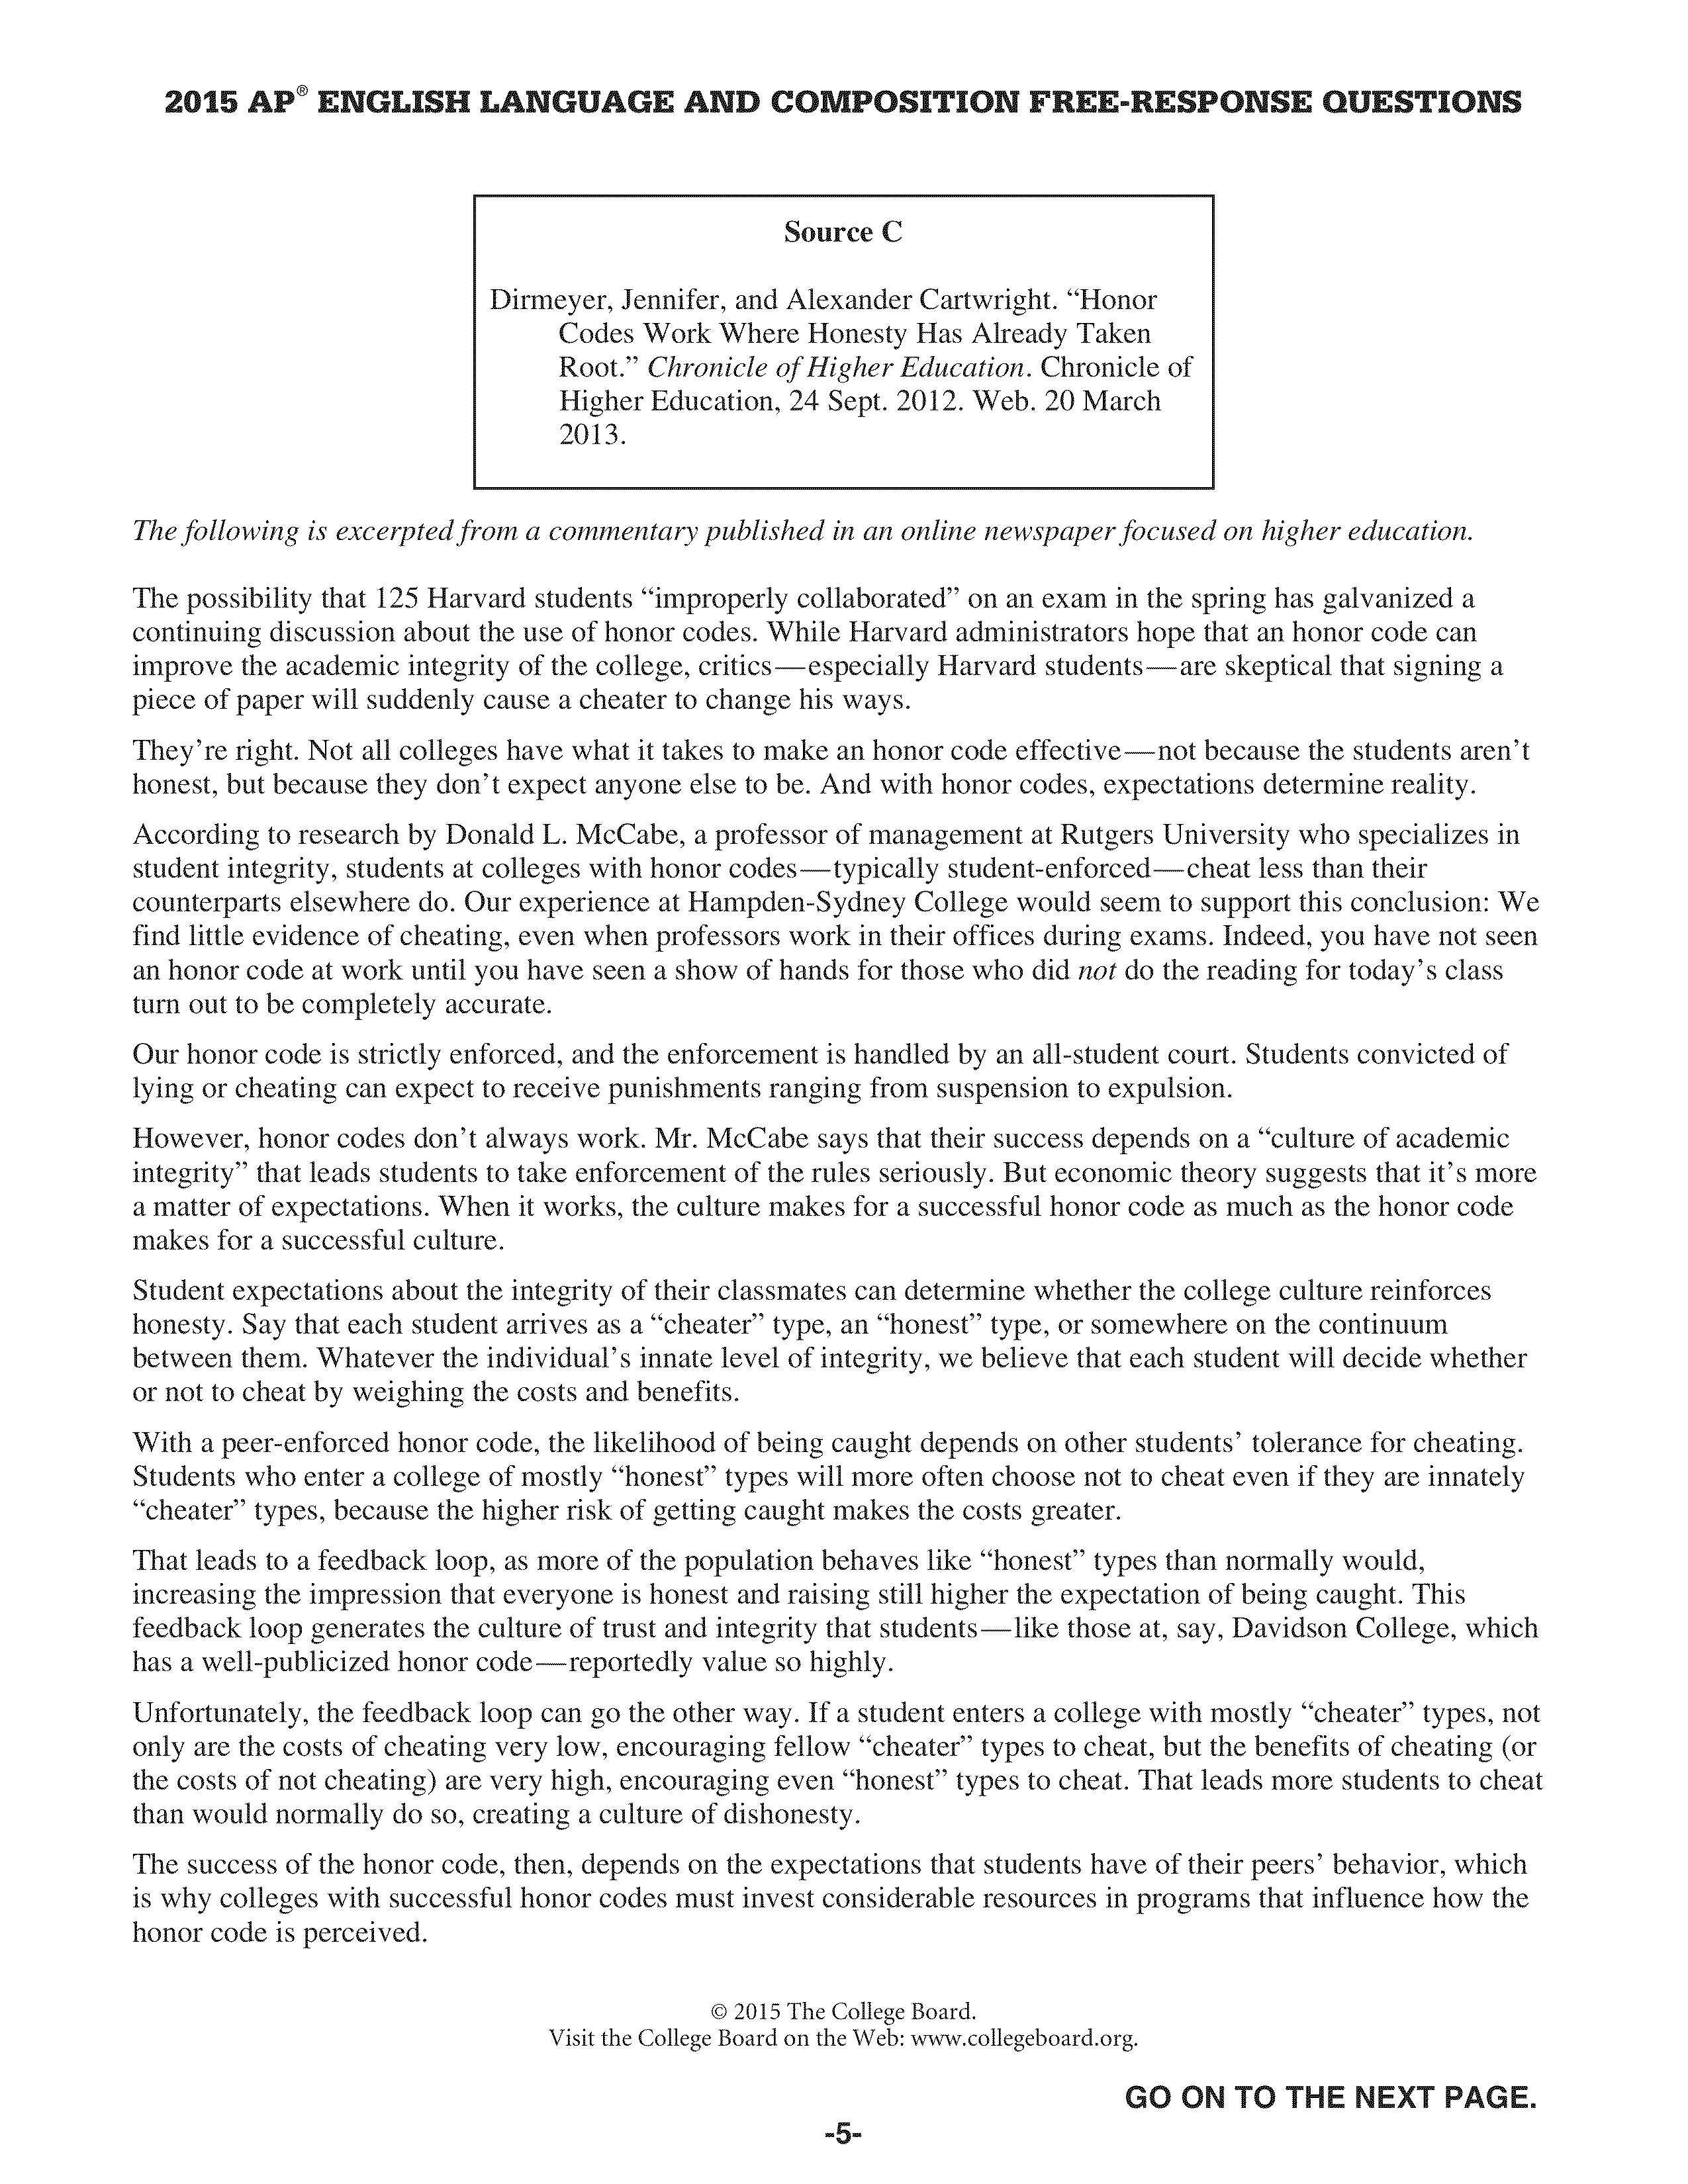 2015 AP® ENGLISH LANGUAGE AND COMPOSITION FREE-RESPONSE QUESTIONS
Source C
Dirmeyer, Jennifer, and Alexander Cartwright. “Honor
Codes Work Where Honesty Has Already Taken
Root.” Chronicle of Higher Education. Chronicle of
Higher Education, 24 Sept. 2012. Web. 20 March
2013.
The following is excerpted from a commentary published in an online newspaper focused on higher education.
The possibility that 125 Harvard students “improperly collaborated” on an exam in the spring has galvanized a
continuing discussion about the use of honor codes. While Harvard administrators hope that an honor code can
improve the academic integrity of the college, critics—especially Harvard students—are skeptical that signing a
piece of paper will suddenly cause a cheater to change his ways.
They’re right. Not all colleges have what it takes to make an honor code effective—not because the students aren’t
honest, but because they don’t expect anyone else to be. And with honor codes, expectations determine reality.
According to research by Donald L. McCabe, a professor of management at Rutgers University who specializes in
student integrity, students at colleges with honor codes—typically student-enforced—cheat less than their
counterparts elsewhere do. Our experience at Hampden-Sydney College would seem to support this conclusion: We
find little evidence of cheating, even when professors work in their offices during exams. Indeed, you have not seen
an honor code at work until you have seen a show of hands for those who did not do the reading for today’s class
turn out to be completely accurate.
Our honor code is strictly enforced, and the enforcement is handled by an all-student court. Students convicted of
lying or cheating can expect to receive punishments ranging from suspension to expulsion.
However, honor codes don’t always work. Mr. McCabe says that their success depends on a “culture of academic
integrity” that leads students to take enforcement of the rules seriously. But economic theory suggests that it’s more
a matter of expectations. When it works, the culture makes for a successful honor code as much as the honor code
makes for a successful culture.
Student expectations about the integrity of their classmates can determine whether the college culture reinforces
honesty. Say that each student arrives as a “cheater” type, an “honest” type, or somewhere on the continuum
between them. Whatever the individual’s innate level of integrity, we believe that each student will decide whether
or not to cheat by weighing the costs and benefits.
With a peer-enforced honor code, the likelihood of being caught depends on other students’ tolerance for cheating.
Students who enter a college of mostly “honest” types will more often choose not to cheat even if they are innately
“cheater” types, because the higher risk of getting caught makes the costs greater.
That leads to a feedback loop, as more of the population behaves like “honest” types than normally would,
increasing the impression that everyone is honest and raising still higher the expectation of being caught. This
feedback loop generates the culture of trust and integrity that students—like those at, say, Davidson College, which
has a well-publicized honor code—reportedly value so highly.
Unfortunately, the feedback loop can go the other way. If a student enters a college with mostly “cheater” types, not
only are the costs of cheating very low, encouraging fellow “cheater” types to cheat, but the benefits of cheating (or
the costs of not cheating) are very high, encouraging even “honest” types to cheat. That leads more students to cheat
than would normally do so, creating a culture of dishonesty.
The success of the honor code, then, depends on the expectations that students have of their peers’ behavior, which
is why colleges with successful honor codes must invest considerable resources in programs that influence how the
honor code is perceived.
© 2015 The College Board.
Visit the College Board on the Web: www.collegeboard.org.
GO ON TO THE NEXT PAGE.
-5-